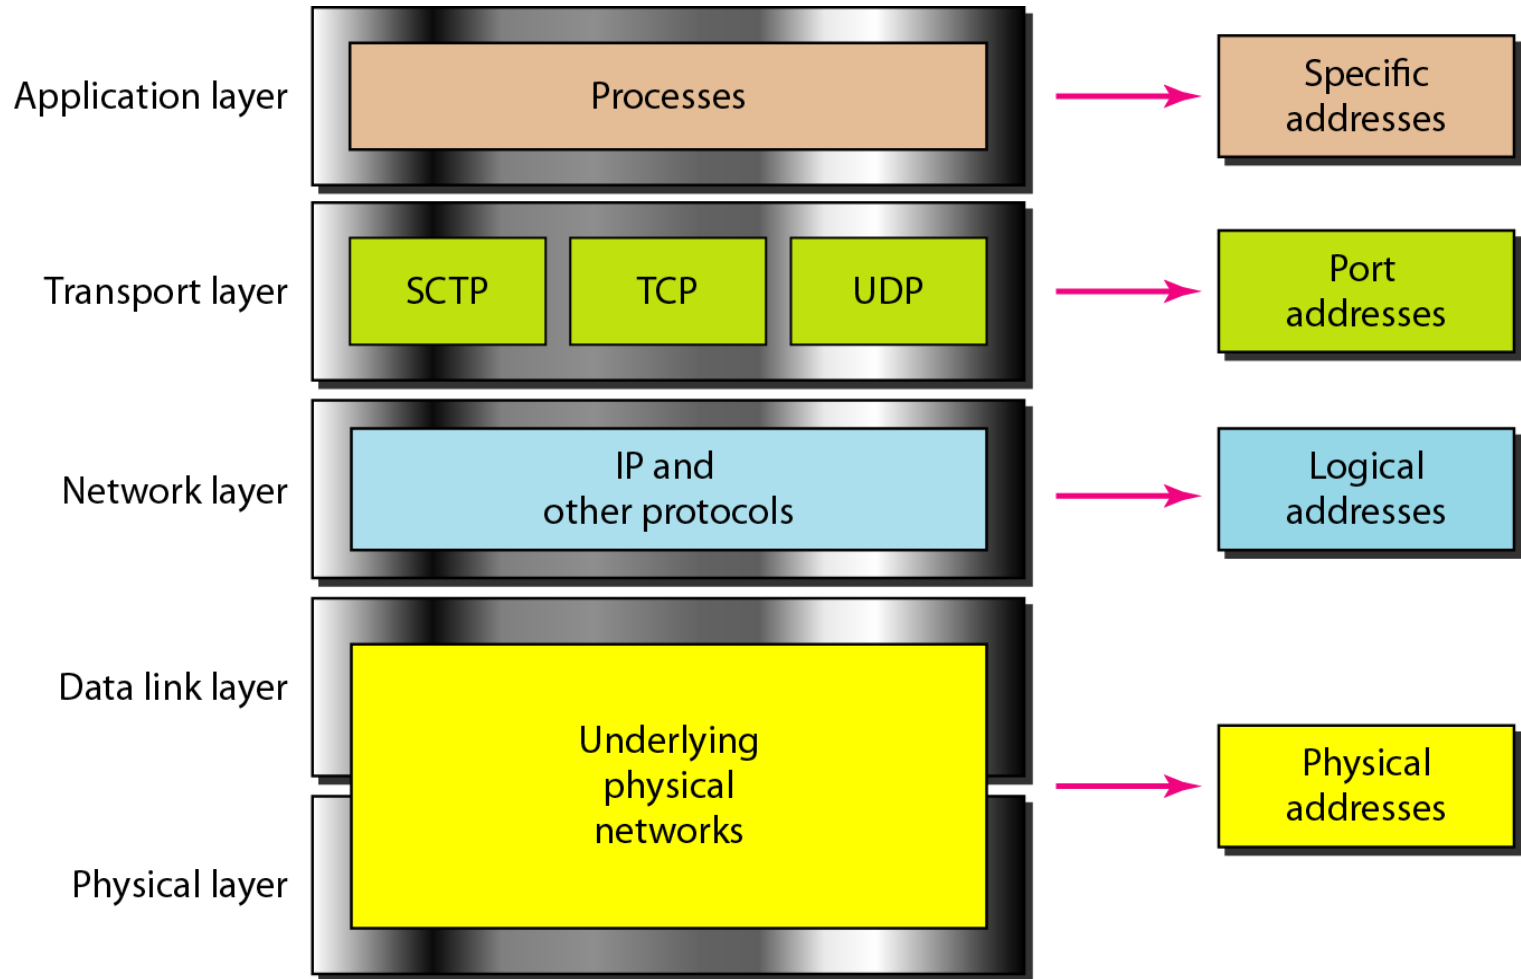 Application layer
Processes
Specific
addresses
Transport layer
SCTP
TCP
UDP
Port
addresses
Network layer
IP and
other protocols
Logical
addresses
Data link layer
Underlying
physical
networks
Physical
addresses
Physical layer